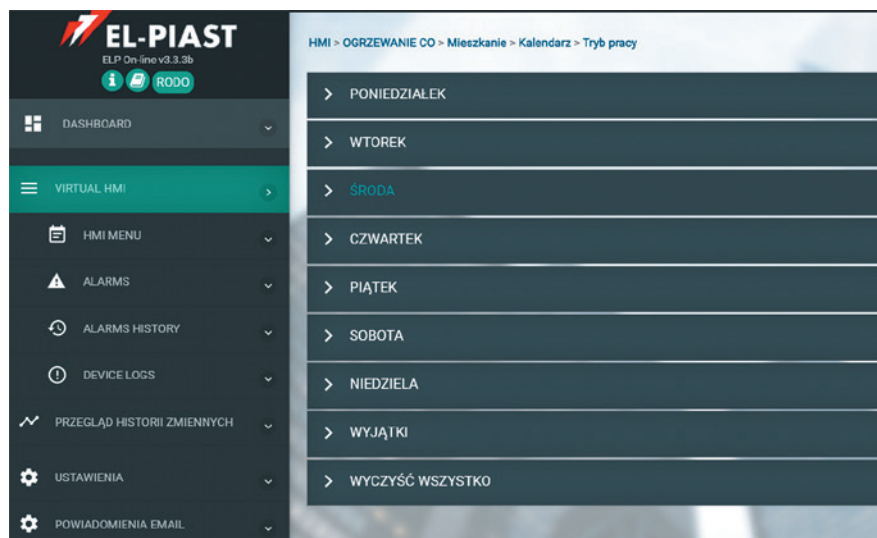 EL-PIAST
ELP On-line v3.3.3b
i RODO
DASHBOARD
VIRTUAL HMI
HMI MENU
ALARMS
ALARMS HISTORY
DEVICE LOGS
PRZEGLĄD HISTORII ZMIENNYCH
USTAWIENIA
POWIADOMIENIA EMAIL
HMI > OGRZEWANIE CO > Mieszkanie > Kalendarz > Tryb pracy
PONIEDZIAŁEK
WTOREK
ŚRODA
CZWARTEK
PIĄTEK
SOBOTA
NIEDZIELA
WYJĄTKI
WYCZYŚĆ WSZYSTKO